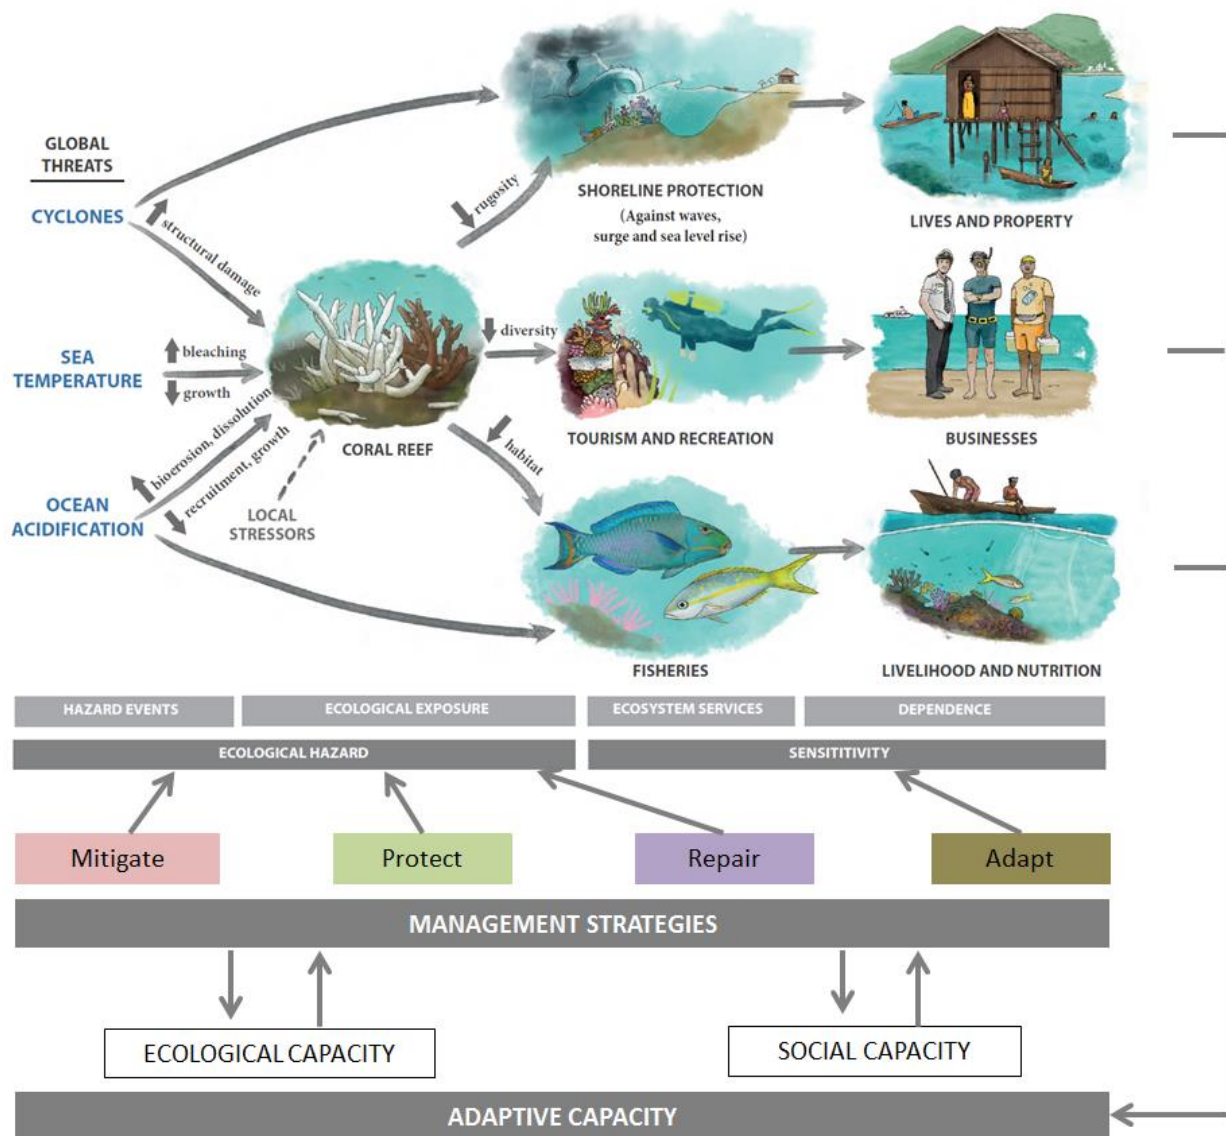 GLOBAL
THREATS
CYCLONES
structural damage
rugosity
SHORELINE PROTECTION
(Against waves,
surge and sea level rise)
LIVES AND PROPERTY
SEA
TEMPERATURE
bleaching
growth
diversity
CORAL REEF
TOURISM AND RECREATION
BUSINESSES
bioerosion, dissolution
recruitment, growth
habitat
OCEAN
ACIDIFICATION
LOCAL
STRESSORS
FISHERIES
LIVELIHOOD AND NUTRITION
HAZARD EVENTS
ECOLOGICAL EXPOSURE
ECOSYSTEM SERVICES
DEPENDENCE
ECOLOGICAL HAZARD
SENSITITIVITY
Mitigate
Protect
Repair
Adapt
MANAGEMENT STRATEGIES
ECOLOGICAL CAPACITY
SOCIAL CAPACITY
ADAPTIVE CAPACITY